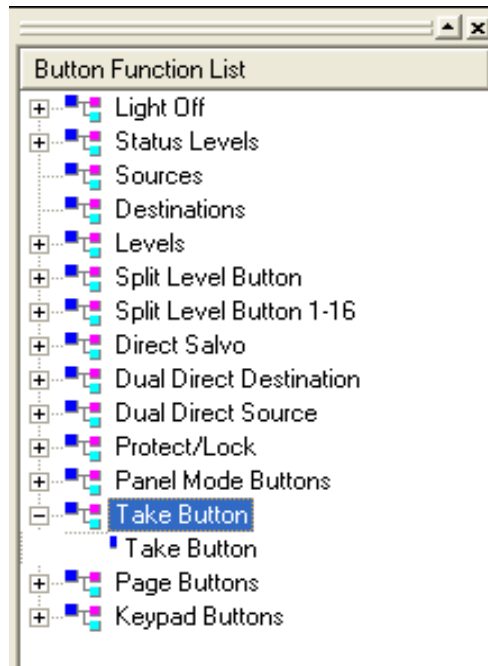 Button Function List
Light Off
Status Levels
Sources
Destinations
Levels
Split Level Button
Split Level Button 1-16
Direct Salvo
Dual Direct Destination
Dual Direct Source
Protect/Lock
Panel Mode Buttons
Take Button
Take Button
Page Buttons
Keypad Buttons